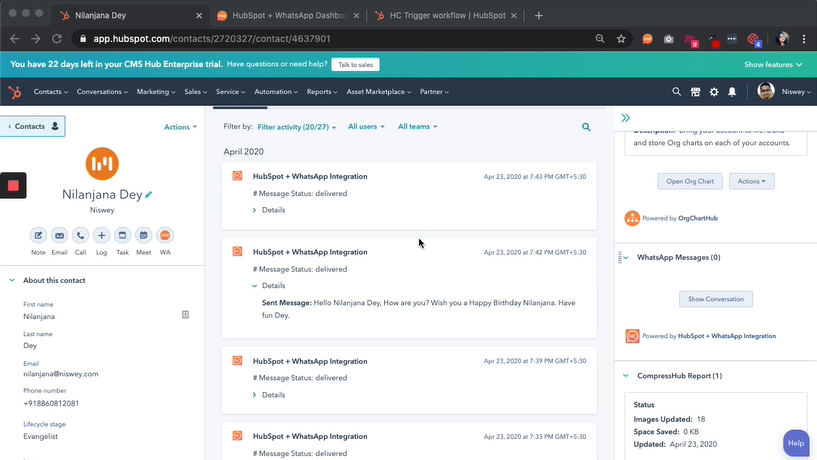 Nilanjana Dey
HubSpot + WhatsApp Dashboa
HC Trigger workflow | HubSpot
app.hubspot.com/contacts/2720327/contact/4637901
9
4
You have 22 days left in your CMS Hub Enterprise trial. Have questions or need help? Talk to sales
Show features
Contacts Conversations Marketing Sales Service Automation Reports Asset Marketplace Partner
Niswey
Contacts
Actions
Nilanjana Dey
Niswey
Note Email Call Log Task Meet WA
About this contact
First name
Nilanjana
Last name
Dey
Email
nilanjana@niswey.com
Phone number
+918860812081
Lifecycle stage
Evangelist
Filter by: Filter activity (20/27) All users All teams
April 2020
HubSpot + WhatsApp Integration Apr 23, 2020 at 7:43 PM GMT+5:30
# Message Status: delivered
Details
HubSpot + WhatsApp Integration Apr 23, 2020 at 7:42 PM GMT+5:30
# Message Status: delivered
Details
Sent Message: Hello Nilanjana Dey, How are you? Wish you a Happy Birthday Nilanjana. Have
fun Dey.
HubSpot + WhatsApp Integration Apr 23, 2020 at 7:39 PM GMT+5:30
# Message Status: delivered
Details
HubSpot + WhatsApp Integration Apr 23, 2020 at 7:33 PM GMT+5:30
# Message Status: delivered
and store Org charts on each of your accounts.
Open Org Chart Actions
Powered by OrgChartHub
WhatsApp Messages (0)
Show Conversation
HC Powered by HubSpot + WhatsApp Integration
CompressHub Report (1)
Status
Images Updated: 18
Space Saved: 0 KB
Updated: April 23, 2020
Help